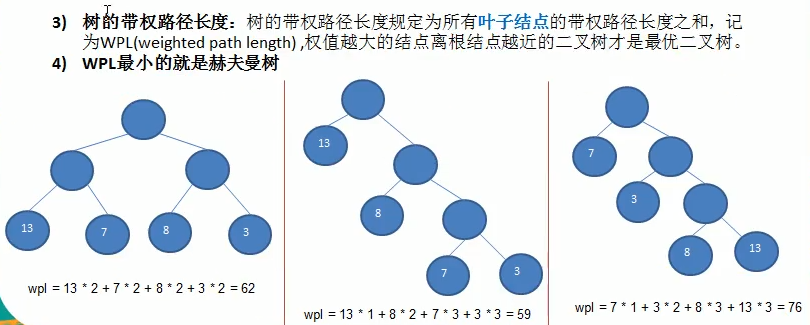 3) 树的带权路径长度：树的带权路径长度规定为所有叶子结点的带权路径长度之和，记
为WPL(weighted path length) ,权值越大的结点离根结点越近的二叉树才是最优二叉树。
4) WPL最小的就是赫夫曼树
13 7 8 3
wpl = 13 * 2 + 7 * 2 + 8 * 2 + 3 * 2 = 62
13
8
7 3
wpl = 13 * 1 + 8 * 2 + 7 * 3 + 3 * 3 = 59
7
3
8 13
wpl = 7 * 1 + 3 * 2 + 8 * 3 + 13 * 3 = 76